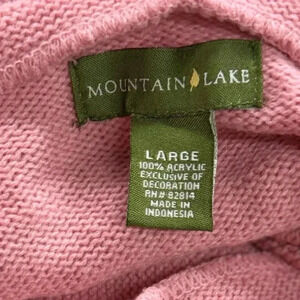 MOUNTAIN LAKE
LARGE
100% ACRYLIC
EXCLUSIVE OF
DECORATION
RN# 82814
MADE IN
INDONESIA